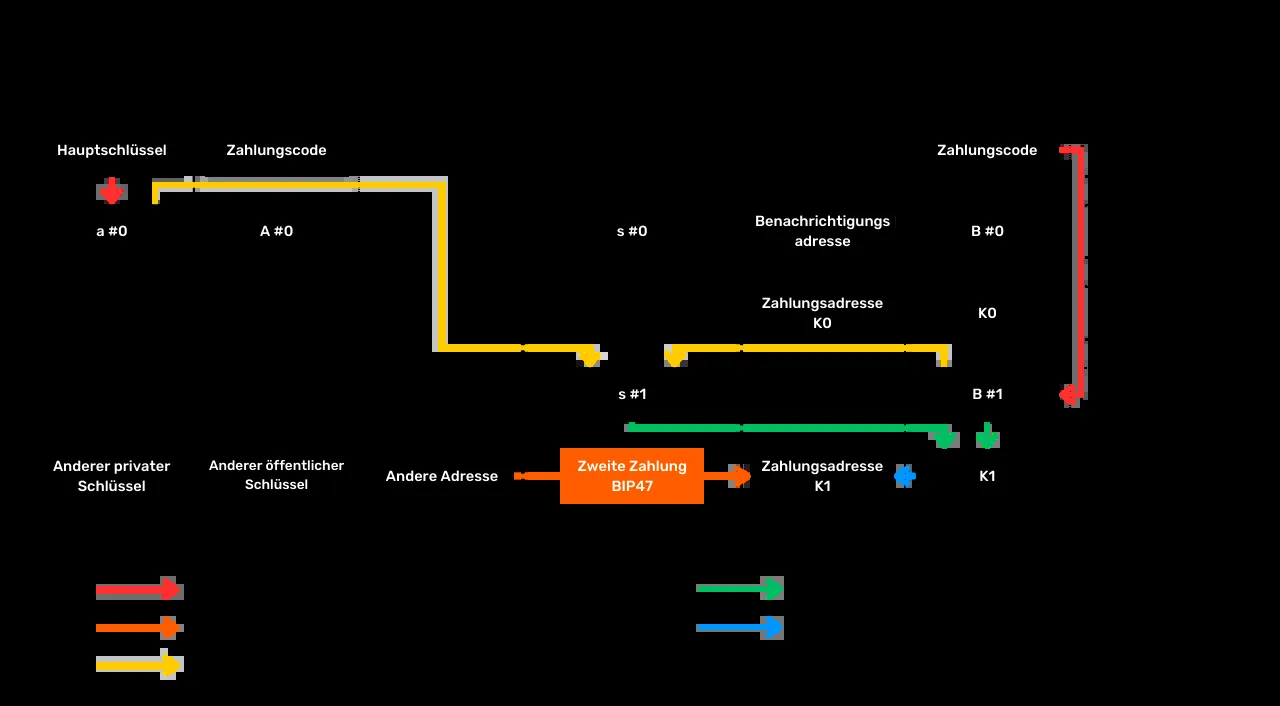 Hauptschlüssel
Zahlungscode
Zahlungscode
a #0
A #0
s #0
Benachrichtigungs
adresse
B #0
Zahlungsadresse
K0
K0
s #1
B #1
Anderer privater
Schlüssel
Anderer öffentlicher
Schlüssel
Andere Adresse
Zweite Zahlung
BIP47
Zahlungsadresse
K1
K1